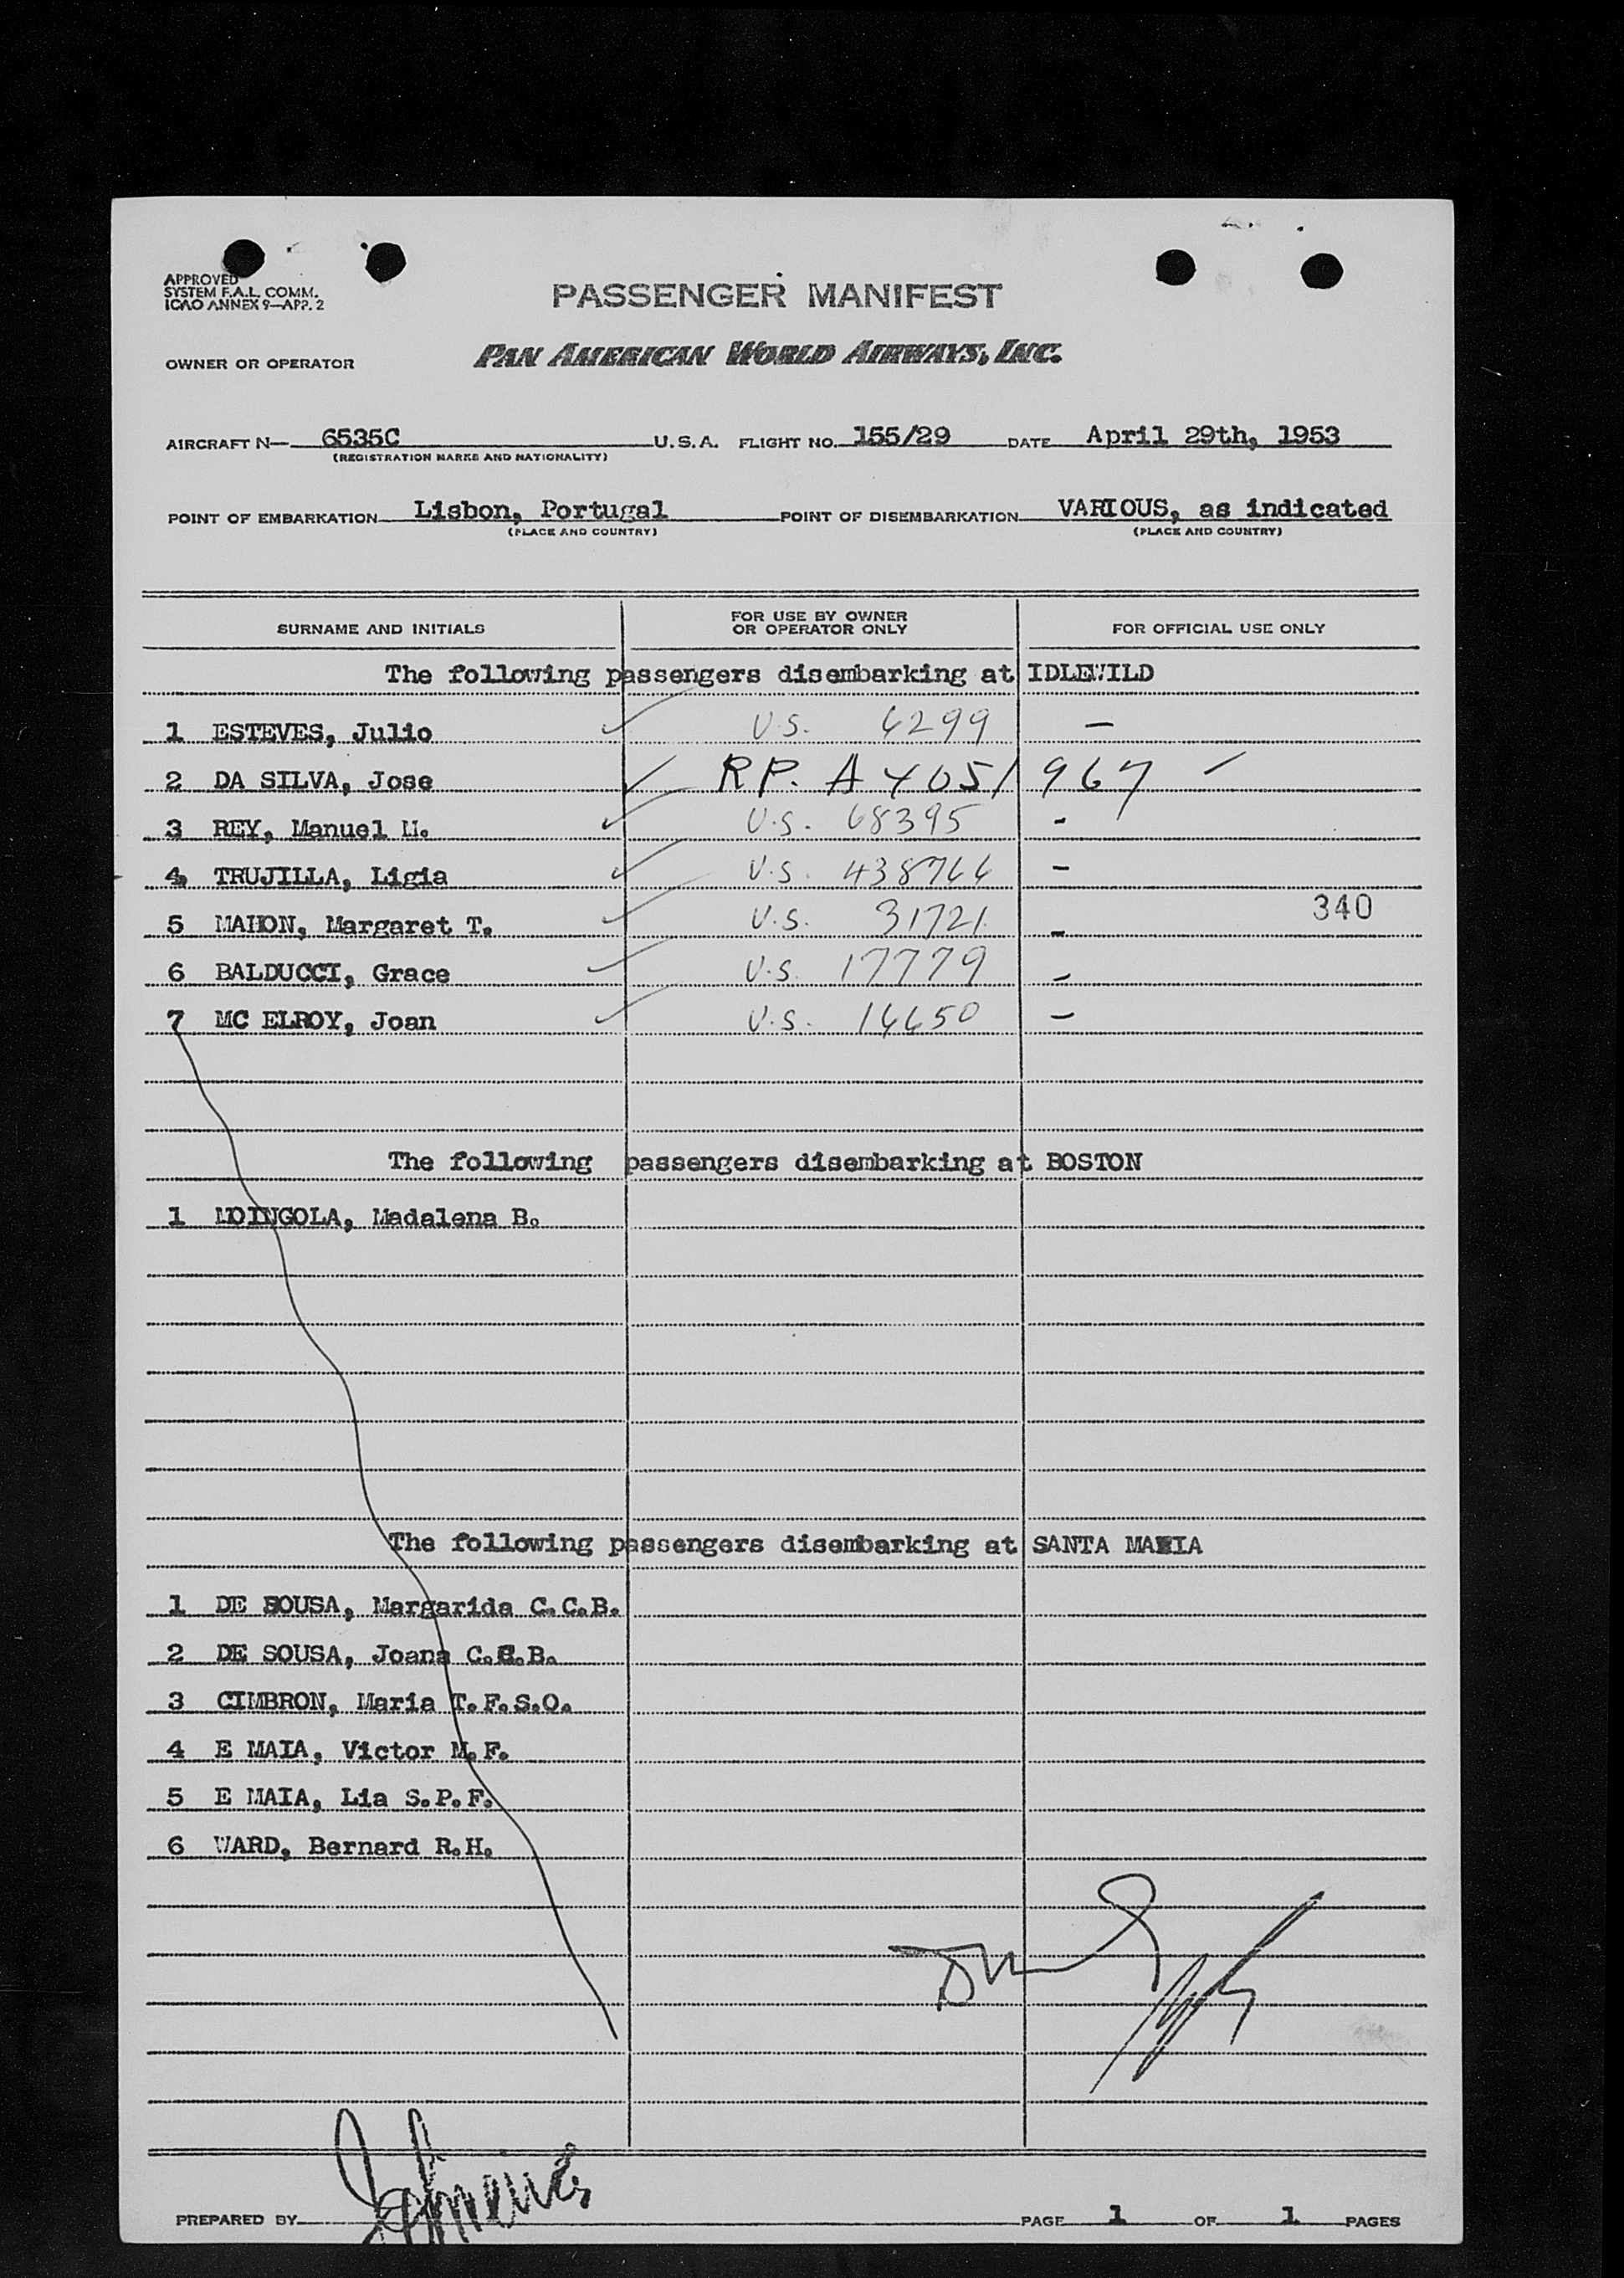 APPROVED
SYSTEM F.A.L. COMM.
ICAO ANNEX 9—APP. 2
PASSENGER MANIFEST
OWNER OR OPERATOR PAN AMERICAN WORLD AIRWAYS, INC.
AIRCRAFT N— 6535C U.S.A. FLIGHT NO. 155/29 DATE April 29th, 1953
(REGISTRATION MARKS AND NATIONALITY)
POINT OF EMBARKATION Lisbon, Portugal POINT OF DISEMBARKATION VARIOUS, as indicated
(PLACE AND COUNTRY) (PLACE AND COUNTRY)
SURNAME AND INITIALS FOR USE BY OWNER OR OPERATOR ONLY FOR OFFICIAL USE ONLY
The following passengers disembarking at IDLEWILD
1 ESTEVES, Julio U.S. 6299 –
2 DA SILVA, Jose RP. A 4051 967
3 REY, Manuel M. U.S. 68395 -
4 TRUJILLA, Ligia U.S. 438766 –
340
5 MAHON, Margaret T. U.S. 31721 –
6 BALDUCCI, Grace U.S. 17779 –
7 MC ELROY, Joan U.S. 16650 –
The following passengers disembarking at BOSTON
1 MOINGOLA, Madalena B.
The following passengers disembarking at SANTA MARIA
1 DE SOUSA, Margarida C.C.B.
2 DE SOUSA, Joana C.C.B.
3 CIMBRON, Maria T.F.S.O.
4 E MAIA, Victor M.F.
5 E MAIA, Lia S.P.F.
6 WARD, Bernard R.H.
PREPARED BY PAGE 1 OF 1 PAGES